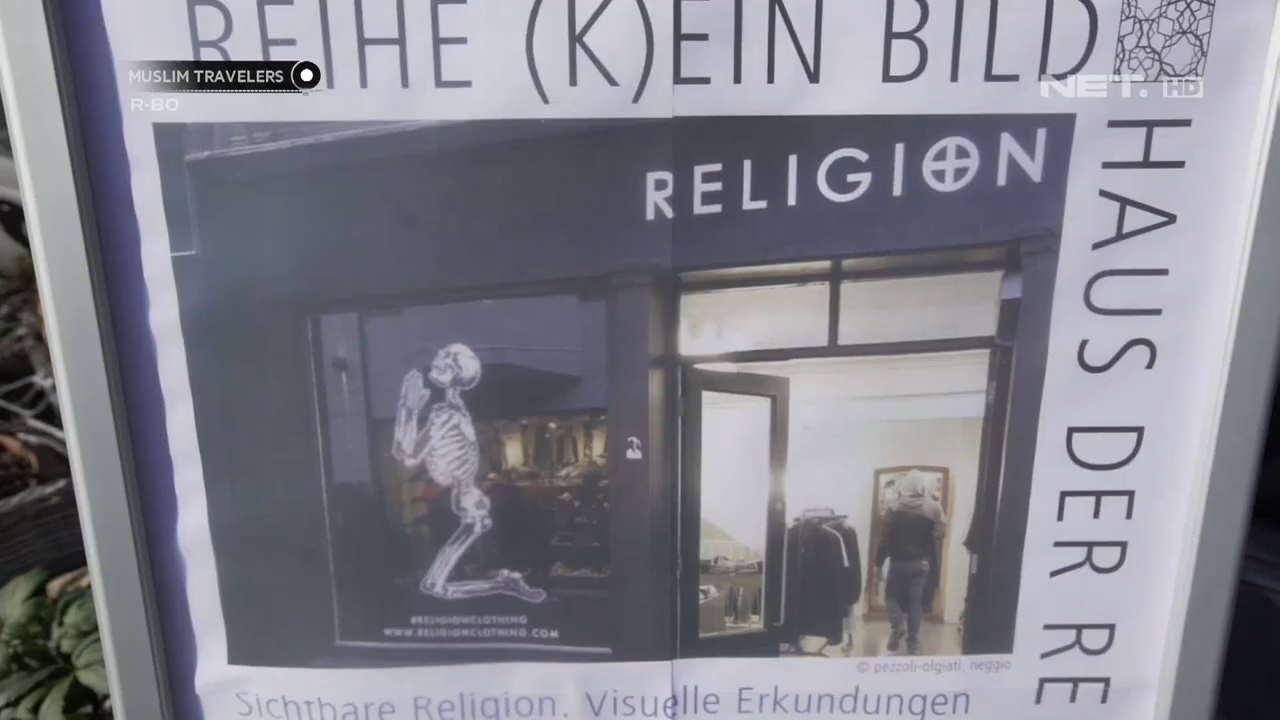 REIHE (K)EIN BILD
MUSLIM TRAVELERS
R-BO
NET. HD
RELIGION
HAUS DER RE
#RELIGIONCLOTHING
WWW.RELIGIONCLOTHING.COM
© pezzoli-olgiati, neggio
Sichtbare Religion. Visuelle Erkundungen